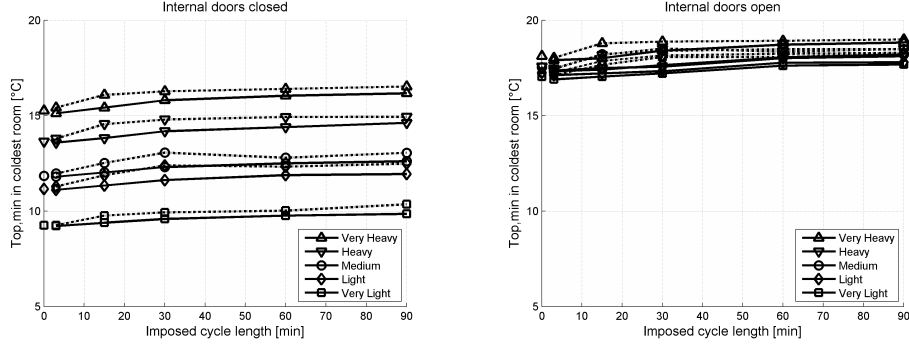 Internal doors closed
Top,min in coldest room [°C]
20
15
10
5
0 10 20 30 40 50 60 70 80 90
Imposed cycle length [min]
Very Heavy
Heavy
Medium
Light
Very Light
Internal doors open
Top,min in coldest room [°C]
20
15
10
5
0 10 20 30 40 50 60 70 80 90
Imposed cycle length [min]
Very Heavy
Heavy
Medium
Light
Very Light